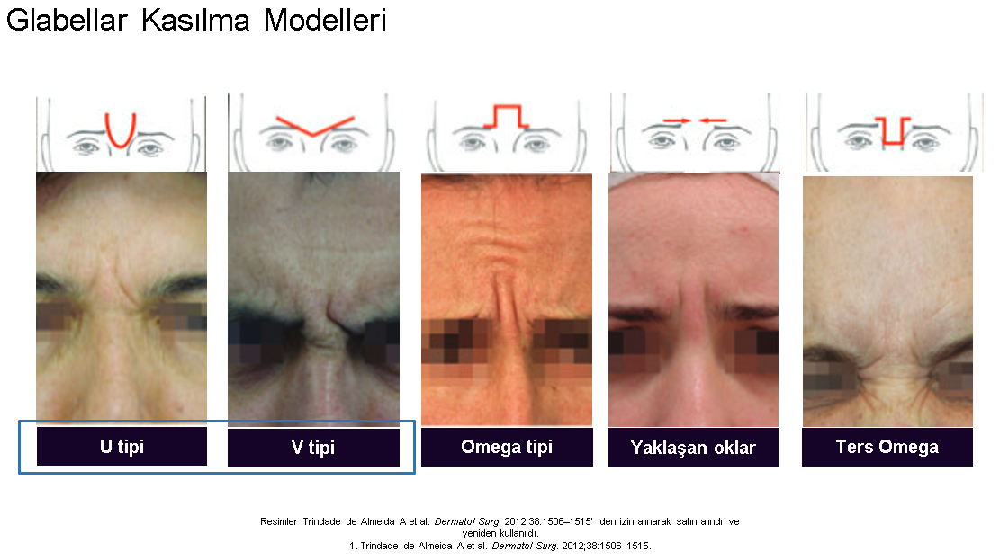 Glabellar Kasılma Modelleri
U tipi
V tipi
Omega tipi
Yaklaşan oklar
Ters Omega
Resimler Trindade de Almeida A et al. Dermatol Surg. 2012;38:1506–1515' den izin alınarak satın alındı ve
yeniden kullanıldı.
1. Trindade de Almeida A et al. Dermatol Surg. 2012;38:1506–1515.